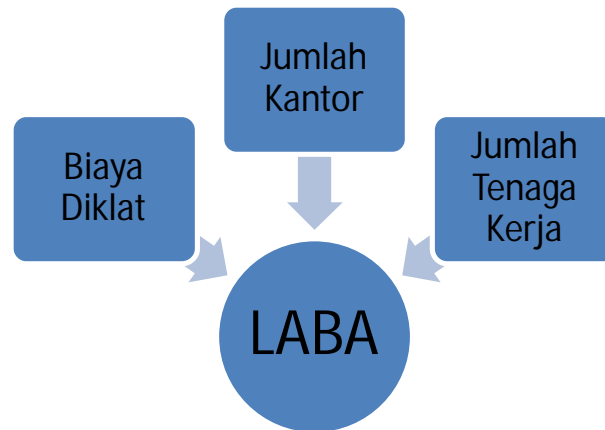 Jumlah
Kantor
Biaya
Diklat
Jumlah
Tenaga
Kerja
LABA